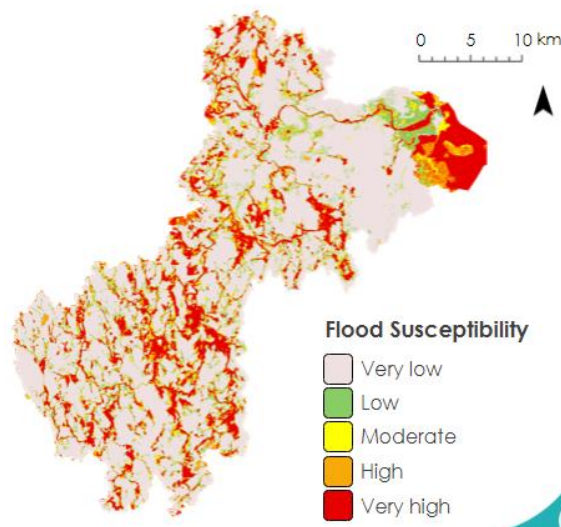 0 5 10 km
Flood Susceptibility
Very low
Low
Moderate
High
Very high